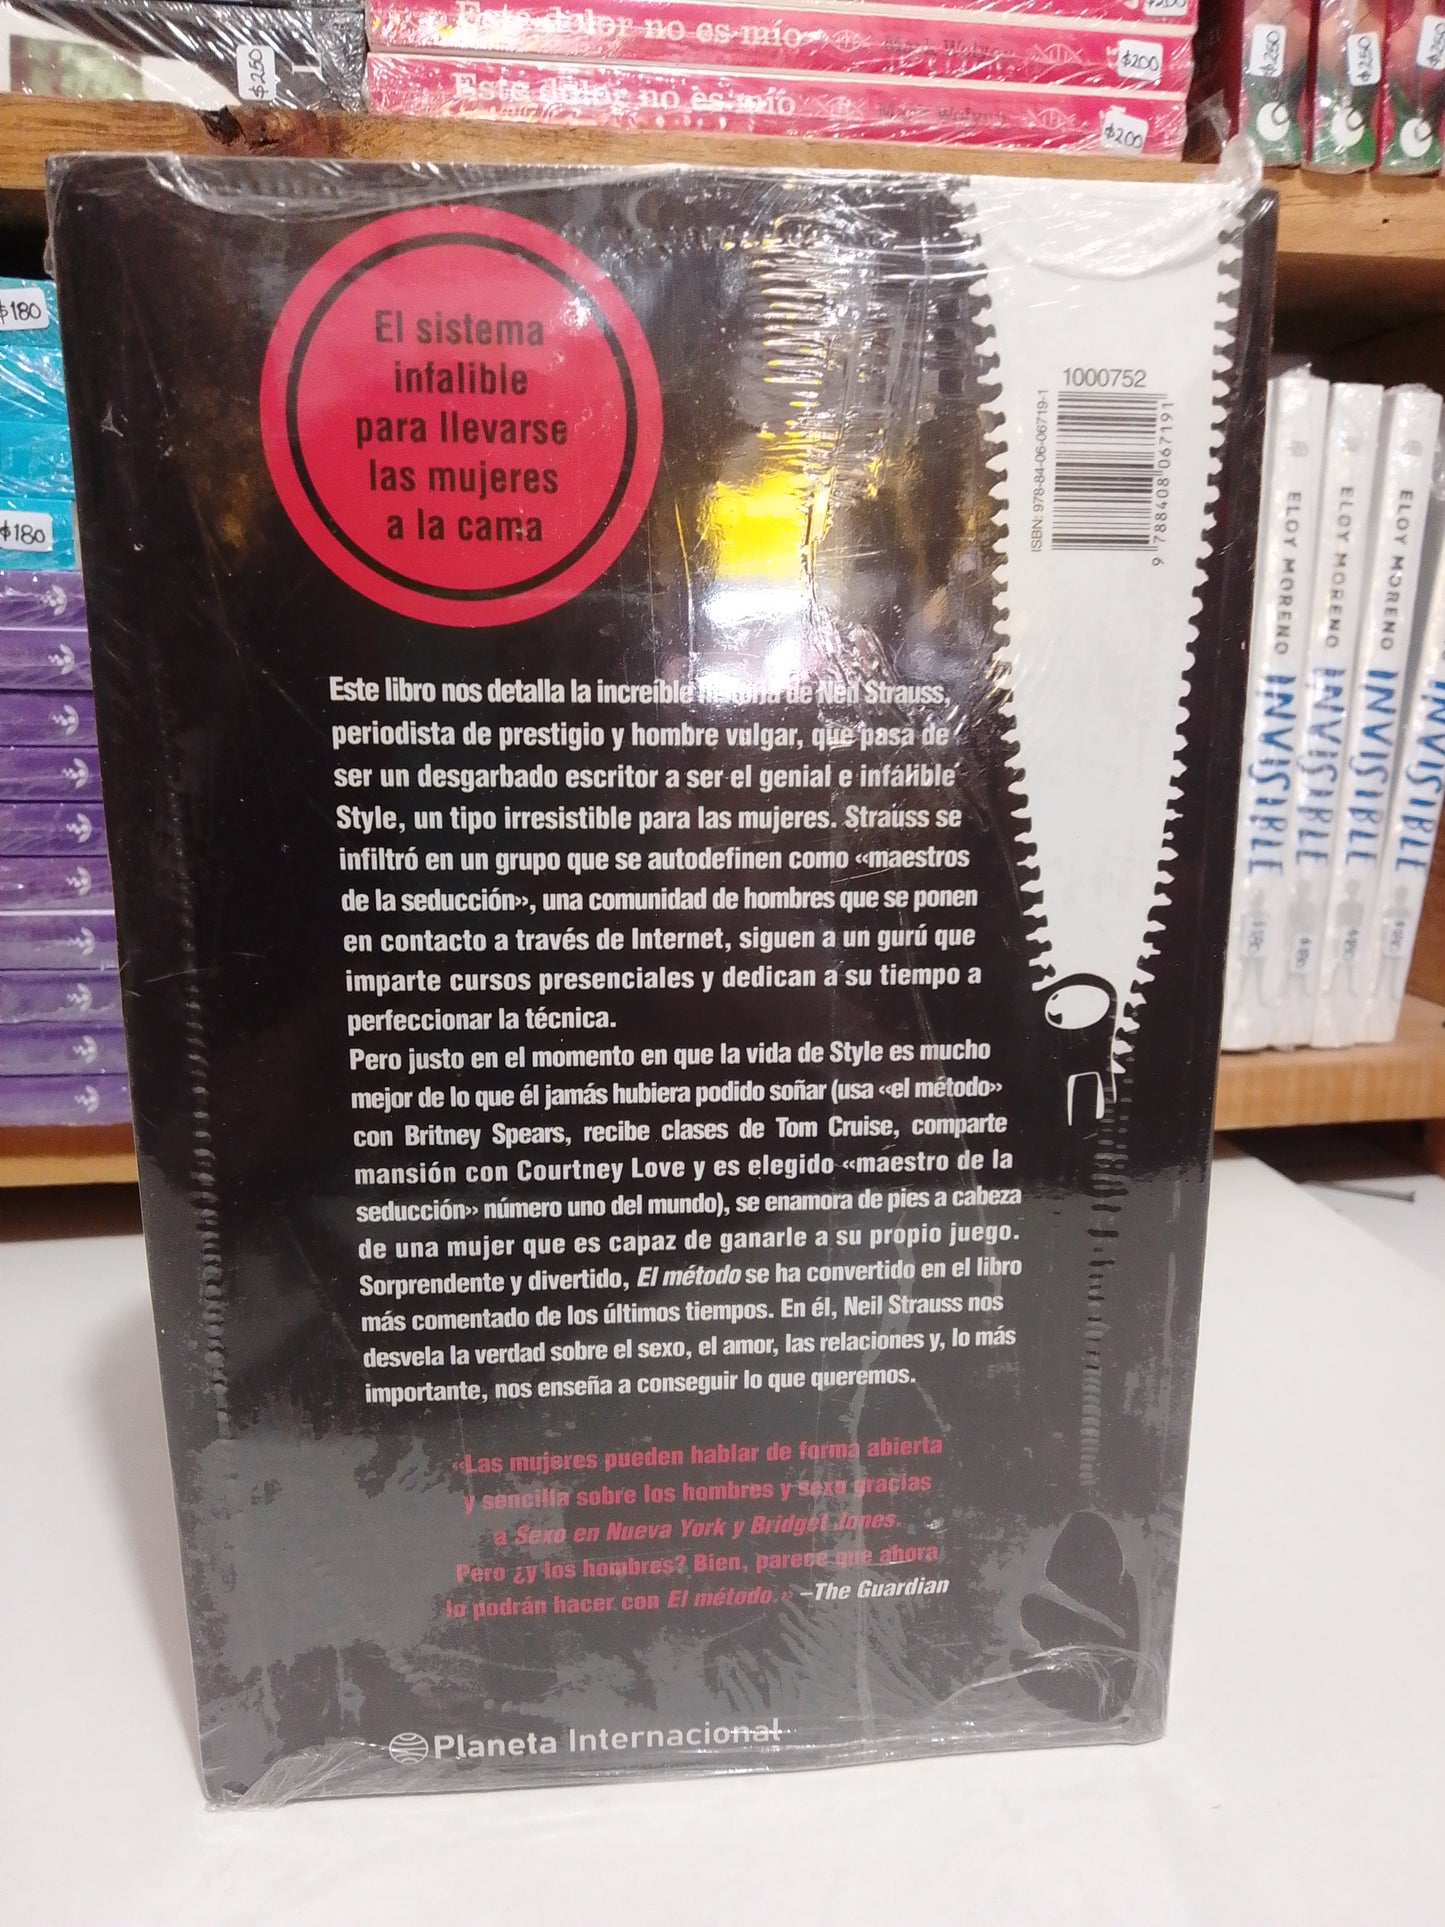 $200
Este dolor no es mío
$200
Este dolor no es mío
$200
$250
$250
$250
$250
$180
$180
El sistema
infalible
para llevarse
las mujeres
a la cama
1000752
ISBN: 978-84-08-06719-1
9 788408 067191
Este libro nos detalla la increíble historia de Neil Strauss,
periodista de prestigio y hombre vulgar, que pasa de
ser un desgarbado escritor a ser el genial e infalible
Style, un tipo irresistible para las mujeres. Strauss se
infiltró en un grupo que se autodefinen como «maestros
de la seducción», una comunidad de hombres que se ponen
en contacto a través de Internet, siguen a un gurú que
imparte cursos presenciales y dedican a su tiempo a
perfeccionar la técnica.
Pero justo en el momento en que la vida de Style es mucho
mejor de lo que él jamás hubiera podido soñar (usa «el método»
con Britney Spears, recibe clases de Tom Cruise, comparte
mansión con Courtney Love y es elegido «maestro de la
seducción» número uno del mundo), se enamora de pies a cabeza
de una mujer que es capaz de ganarle a su propio juego.
Sorprendente y divertido, El método se ha convertido en el libro
más comentado de los últimos tiempos. En él, Neil Strauss nos
desvela la verdad sobre el sexo, el amor, las relaciones y, lo más
importante, nos enseña a conseguir lo que queremos.
«Las mujeres pueden hablar de forma abierta
y sencilla sobre los hombres y sexo gracias
a Sexo en Nueva York y Bridget Jones.
Pero ¿y los hombres? Bien, parece que ahora
lo podrán hacer con El método.» –The Guardian
Planeta Internacional
ELOY MORENO INVISIBLE
ELOY MORENO INVISIBLE
ELOY MORENO INVISIBLE
INVISIBLE